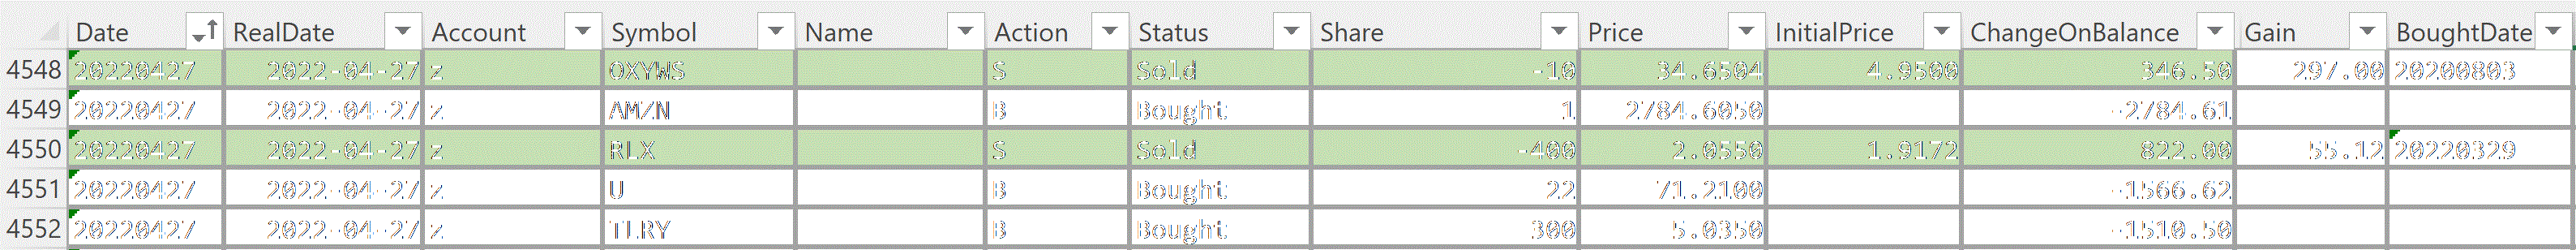 Date RealDate Account Symbol Name Action Status Share Price InitialPrice ChangeOnBalance Gain BoughtDate
4548 20220427 2022-04-27 z OXYWS S Sold -10 34.6504 4.9500 346.50 297.00 20200803
4549 20220427 2022-04-27 z AMZN B Bought 1 2784.6050 -2784.61
4550 20220427 2022-04-27 z RLX S Sold -400 2.0550 1.9172 822.00 55.12 20220329
4551 20220427 2022-04-27 z U B Bought 22 71.2100 -1566.62
4552 20220427 2022-04-27 z TLRY B Bought 300 5.0350 -1510.50